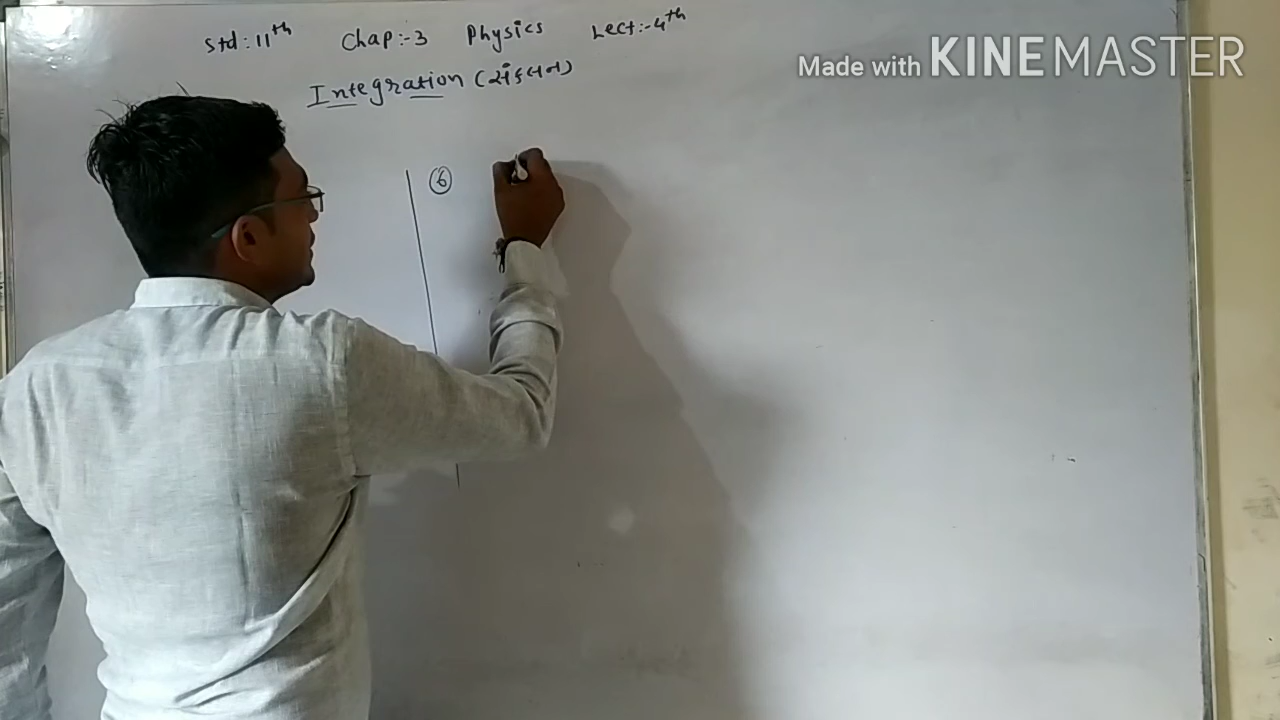 Std:11th Chap:-3 Physics Lect:-4th
Made with KINEMASTER
Integration (સંકલન)
6